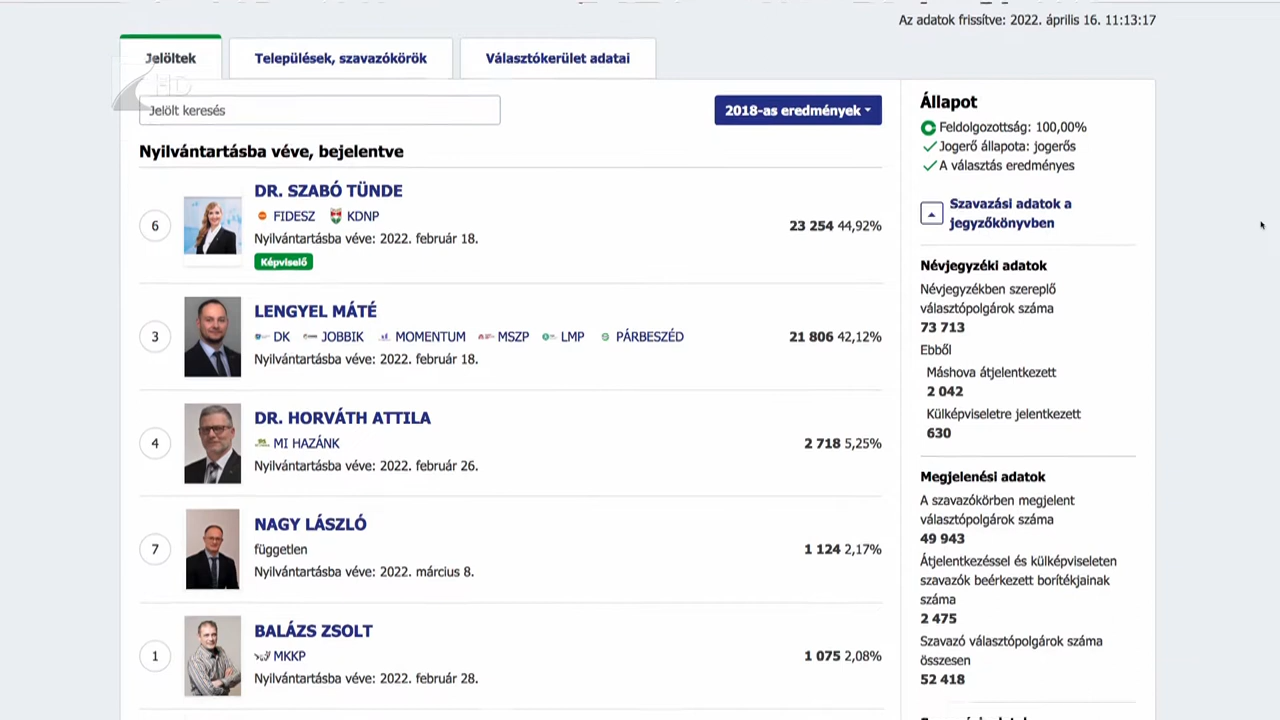 Az adatok frissítve: 2022. április 16. 11:13:17
Jelöltek
Települések, szavazókörök
Választókerület adatai
HD
Jelölt keresés
2018-as eredmények
Nyilvántartásba véve, bejelentve
6
DR. SZABÓ TÜNDE
FIDESZ KDNP
Nyilvántartásba véve: 2022. február 18.
Képviselő
23 254 44,92%
3
LENGYEL MÁTÉ
DK JOBBIK MOMENTUM MSZP LMP PÁRBESZÉD
Nyilvántartásba véve: 2022. február 18.
21 806 42,12%
4
DR. HORVÁTH ATTILA
MI HAZÁNK
Nyilvántartásba véve: 2022. február 26.
2 718 5,25%
7
NAGY LÁSZLÓ
független
Nyilvántartásba véve: 2022. március 8.
1 124 2,17%
1
BALÁZS ZSOLT
MKKP
Nyilvántartásba véve: 2022. február 28.
1 075 2,08%
Állapot
Feldolgozottság: 100,00%
Jogerő állapota: jogerős
A választás eredményes
Szavazási adatok a
jegyzőkönyvben
Névjegyzéki adatok
Névjegyzékben szereplő
választópolgárok száma
73 713
Ebből
Máshova átjelentkezett
2 042
Külképviseletre jelentkezett
630
Megjelenési adatok
A szavazókörben megjelent
választópolgárok száma
49 943
Átjelentkezéssel és külképviseleten
szavazók beérkezett borítékjainak
száma
2 475
Szavazó választópolgárok száma
összesen
52 418